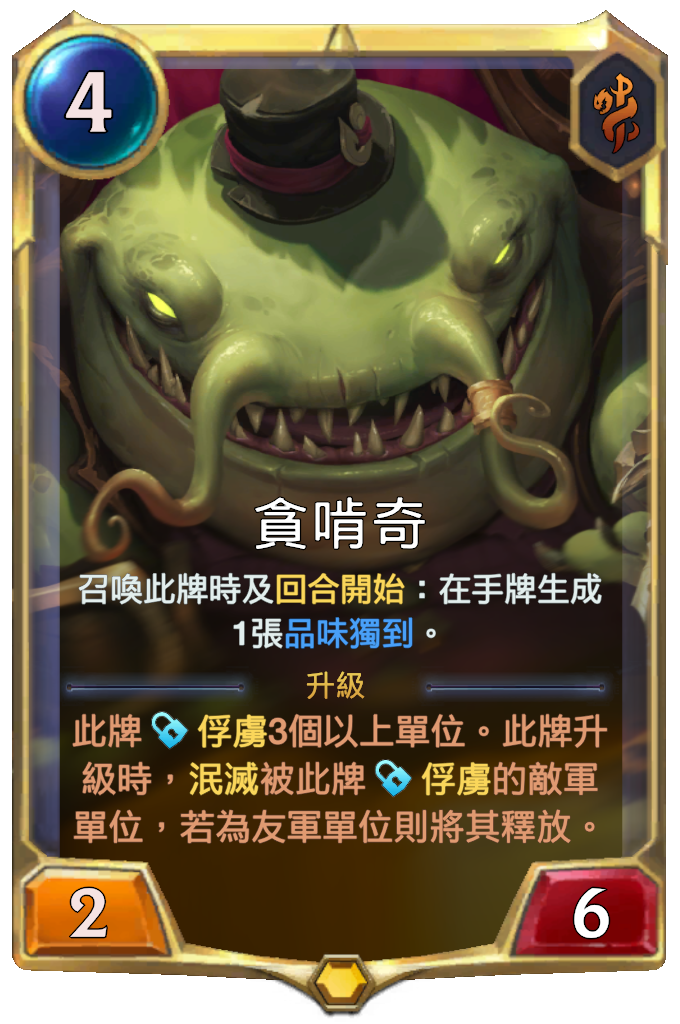 4
貪啃奇
召喚此牌時及回合開始：在手牌生成
1張品味獨到。
升級
此牌 俘虜3個以上單位。此牌升
級時，泯滅被此牌 俘虜的敵軍
單位，若為友軍單位則將其釋放。
2
6